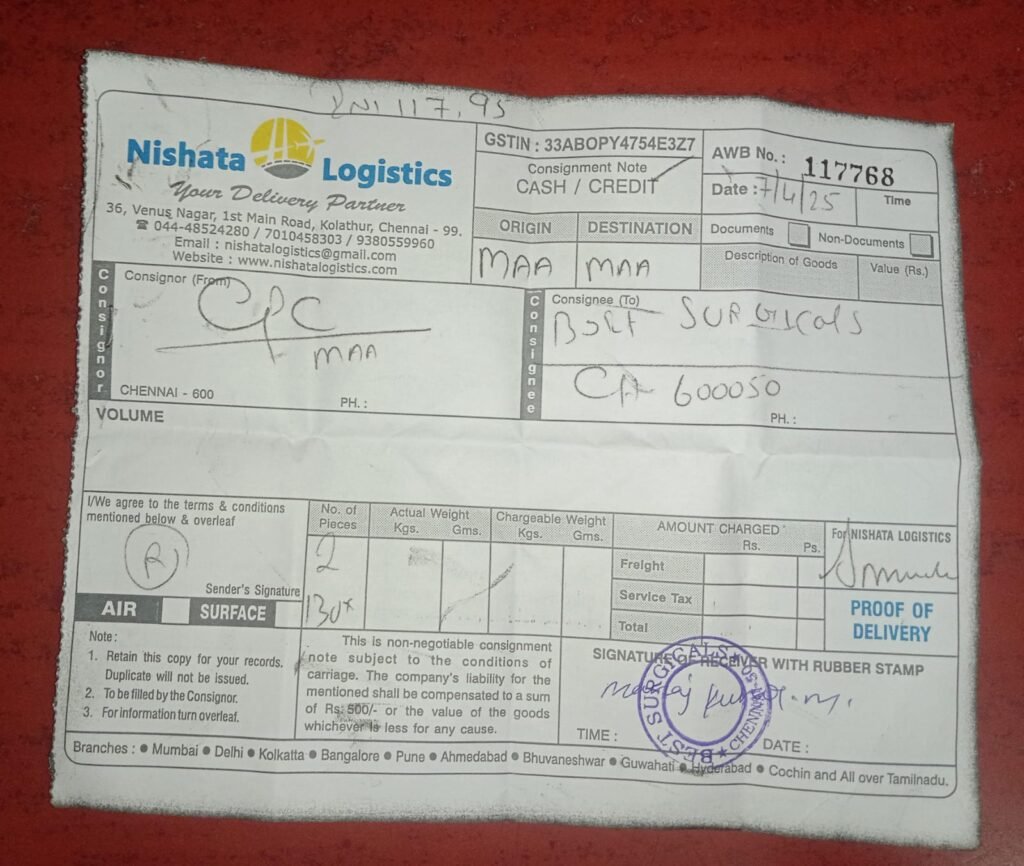 INV 117,95
Nishata Logistics
Your Delivery Partner
36, Venus Nagar, 1st Main Road, Kolathur, Chennai - 99.
☎ 044-48524280 / 7010458303 / 9380559960
Email : nishatalogistics@gmail.com
Website : www.nishatalogistics.com
GSTIN : 33ABOPY4754E3Z7
Consignment Note
CASH / CREDIT
AWB No. : 117768
Date : 7/4/25
Time
ORIGIN DESTINATION
MAA MAA
Documents Non-Documents
Description of Goods Value (Rs.)
Consignor
Consignor (From)
CPC
MAA
CHENNAI - 600
PH. :
Consignee
Consignee (To)
SURGICALS
CH 600050
PH. :
VOLUME
I/We agree to the terms & conditions
mentioned below & overleaf
R
Sender's Signature
AIR SURFACE
No. of
Pieces
2
130*
Actual Weight
Kgs. Gms.
Chargeable Weight
Kgs. Gms.
AMOUNT CHARGED
Rs. Ps.
Freight
Service Tax
Total
For NISHATA LOGISTICS
PROOF OF
DELIVERY
Note :
1. Retain this copy for your records.
Duplicate will not be issued.
2. To be filled by the Consignor.
3. For information turn overleaf.
This is non-negotiable consignment
note subject to the conditions of
carriage. The company's liability for the
mentioned shall be compensated to a sum
of Rs. 500/- or the value of the goods
whichever is less for any cause.
SIGNATURE OF RECEIVER WITH RUBBER STAMP
BEST SURGICALS ★ CHENNAI-50 ★
TIME : DATE :
Branches : ● Mumbai ● Delhi ● Kolkatta ● Bangalore ● Pune ● Ahmedabad ● Bhuvaneshwar ● Guwahati ● Hyderabad ● Cochin and All over Tamilnadu.